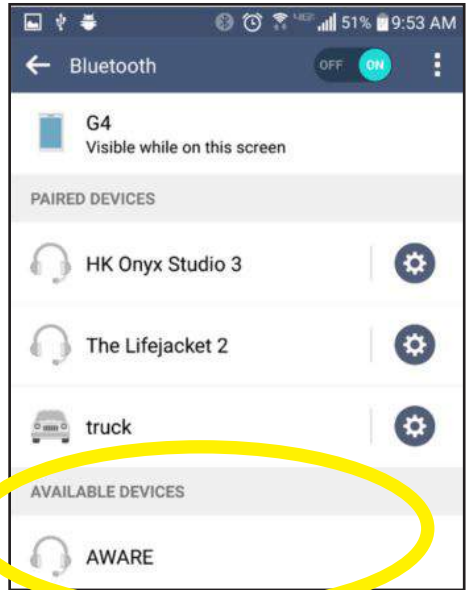 51% 9:53 AM
Bluetooth OFF ON
G4
Visible while on this screen
PAIRED DEVICES
HK Onyx Studio 3
The Lifejacket 2
truck
AVAILABLE DEVICES
AWARE